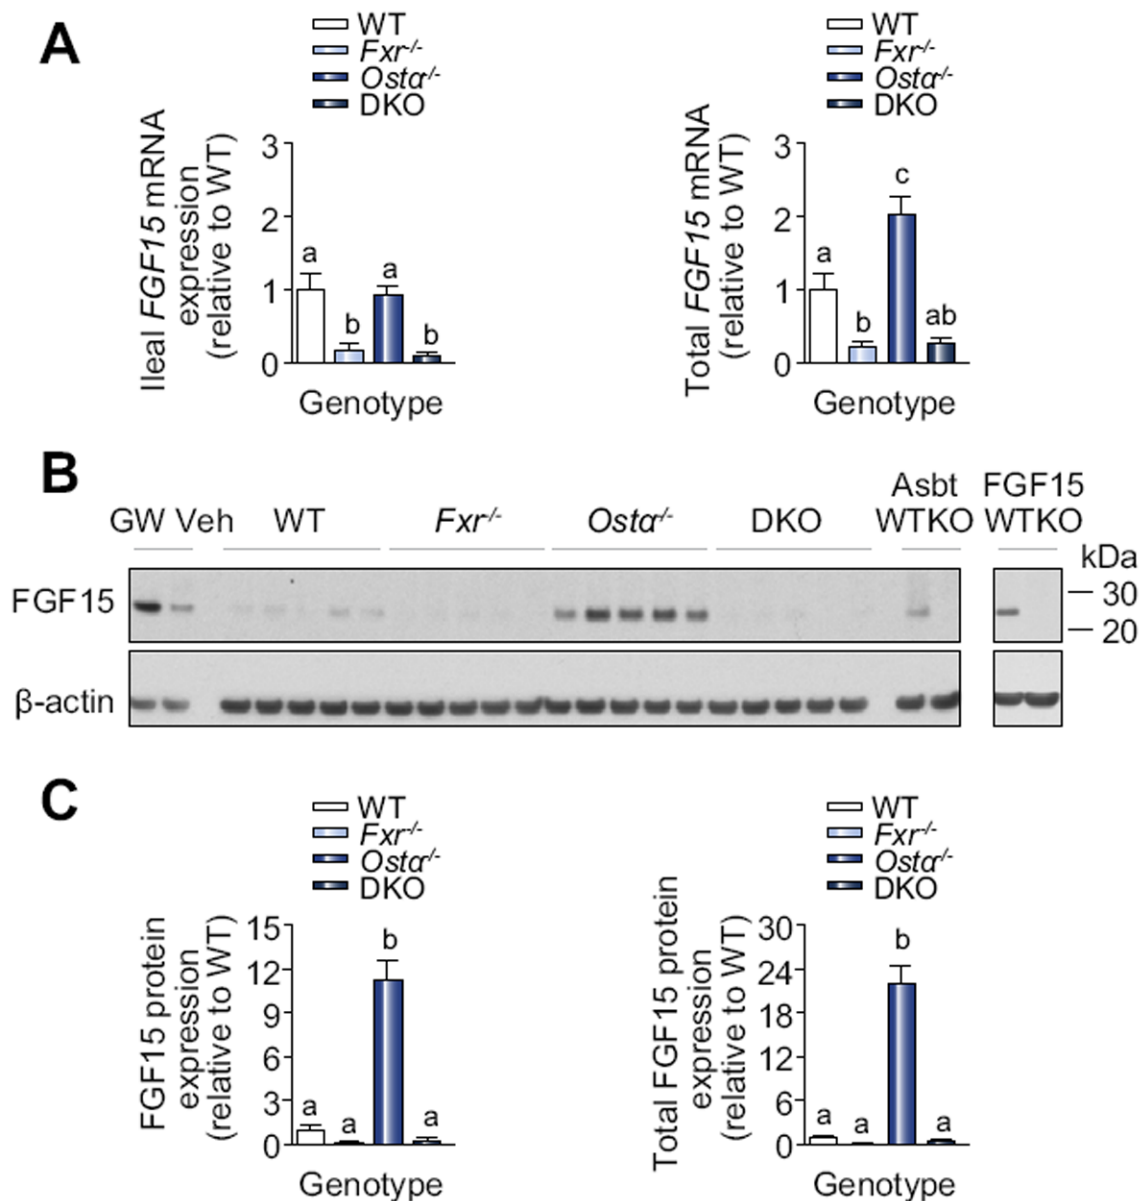 A
WT
Fxr-/-
Ostα-/-
DKO
Ileal FGF15 mRNA
expression
(relative to WT)
3
2
1
0
a
b
a
b
Genotype
WT
Fxr-/-
Ostα-/-
DKO
Total FGF15 mRNA
(relative to WT)
3
2
1
0
a
b
c
ab
Genotype
B
Asbt FGF15
GW Veh WT Fxr-/- Ostα-/- DKO WTKO WTKO
kDa
FGF15
30
20
β-actin
C
WT
Fxr-/-
Ostα-/-
DKO
FGF15 protein
expression
(relative to WT)
15
12
9
6
3
0
a
a
b
a
Genotype
WT
Fxr-/-
Ostα-/-
DKO
Total FGF15 protein
expression
(relative to WT)
30
24
18
12
6
0
a
a
b
a
Genotype